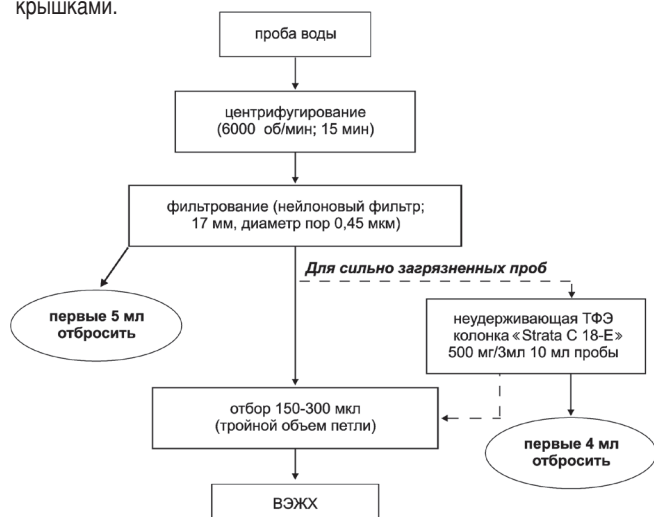 крышками.
проба воды
центрифугирование
(6000 об/мин; 15 мин)
фильтрование (нейлоновый фильтр;
17 мм, диаметр пор 0,45 мкм)
Для сильно загрязненных проб
первые 5 мл
отбросить
неудерживающая ТФЭ
колонка «Strata C 18-E»
500 мг/3мл 10 мл пробы
отбор 150-300 мкл
(тройной объем петли)
первые 4 мл
отбросить
ВЭЖХ